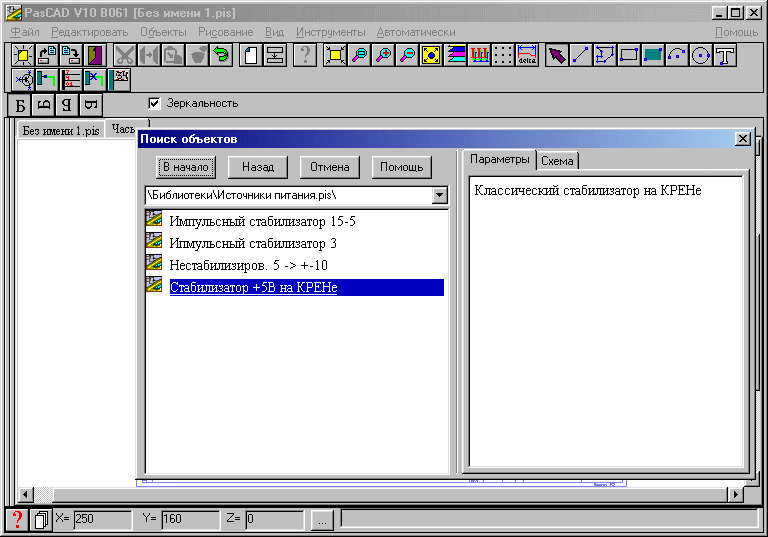 PasCAD V10 B061 [Без имени 1.pis]
Файл Редактировать Объекты Рисование Вид Инструменты Автоматически Помощь
delta
Б Б Я Б
Зеркальность
Без имени 1.pis
Поиск объектов
В начало Назад Отмена Помощь
\Библиотеки\Источники питания.pis\
Импульсный стабилизатор 15-5
Ипмульсный стабилизатор 3
Нестабилизиров. 5 -> +-10
Стабилизатор +5В на КРЕНе
Параметры Схема
Классический стабилизатор на КРЕНе
X= 250 Y= 160 Z= 0 ...